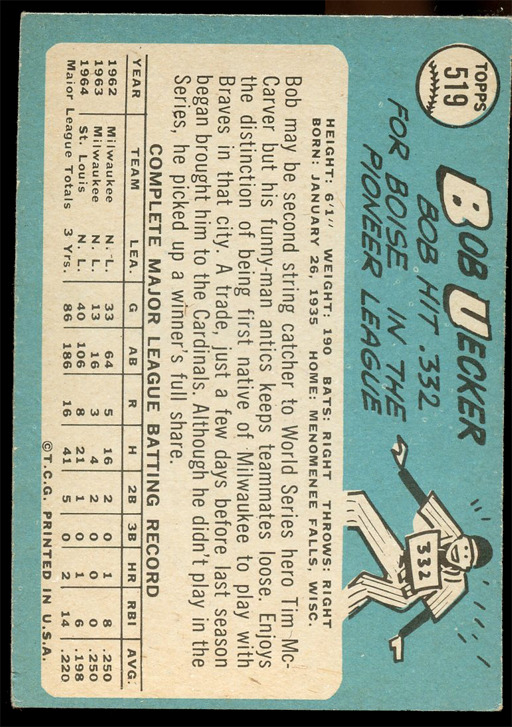 TOPPS
519
BOB UECKER
BOB HIT .332
FOR BOISE IN THE
PIONEER LEAGUE
332
HEIGHT: 6'1" WEIGHT: 190 BATS: RIGHT THROWS: RIGHT
BORN: JANUARY 26, 1935 HOME: MENOMENEE FALLS, WISC.
Bob may be second string catcher to World Series hero Tim Mc-
Carver but his funny-man antics keeps teammates loose. Enjoys
the distinction of being first native of Milwaukee to play with
Braves in that city. A trade, just a few days before last season
began brought him to the Cardinals. Although he didn't play in the
Series, he picked up a winner's full share.
COMPLETE MAJOR LEAGUE BATTING RECORD
YEAR TEAM LEA. G AB R H 2B 3B HR RBI AVG.
1962 Milwaukee N. L. 33 64 5 16 2 0 1 8 .250
1963 Milwaukee N. L. 13 16 3 4 2 0 0 0 .250
1964 St. Louis N. L. 40 106 8 21 1 0 1 6 .198
Major League Totals 3 Yrs. 86 186 16 41 5 0 2 14 .220
©T.C.G. PRINTED IN U.S.A.